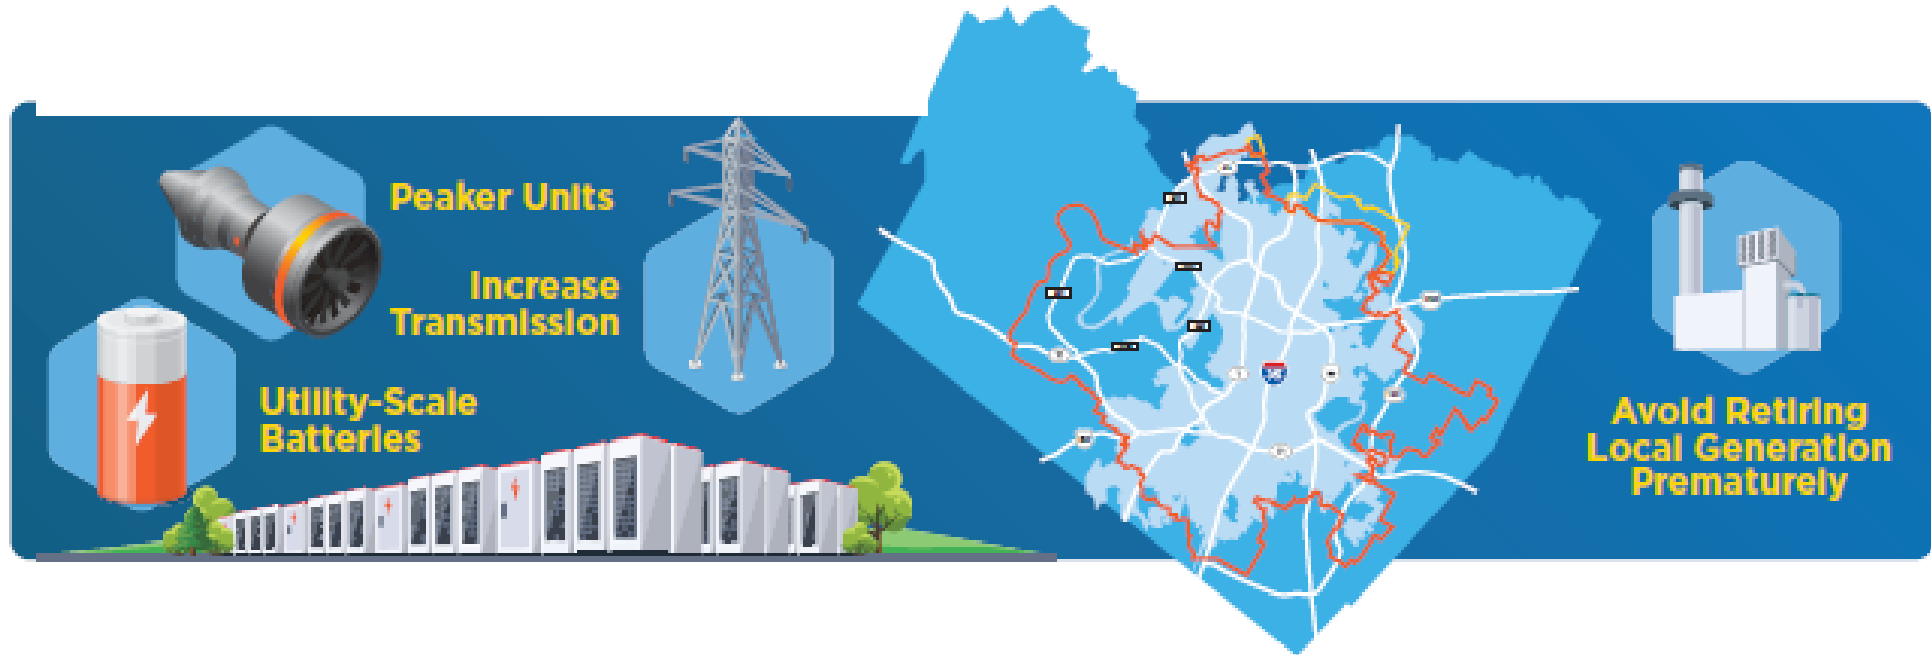 Peaker Units
Increase
Transmission
Utility-Scale
Batteries
Avoid Retiring
Local Generation
Prematurely